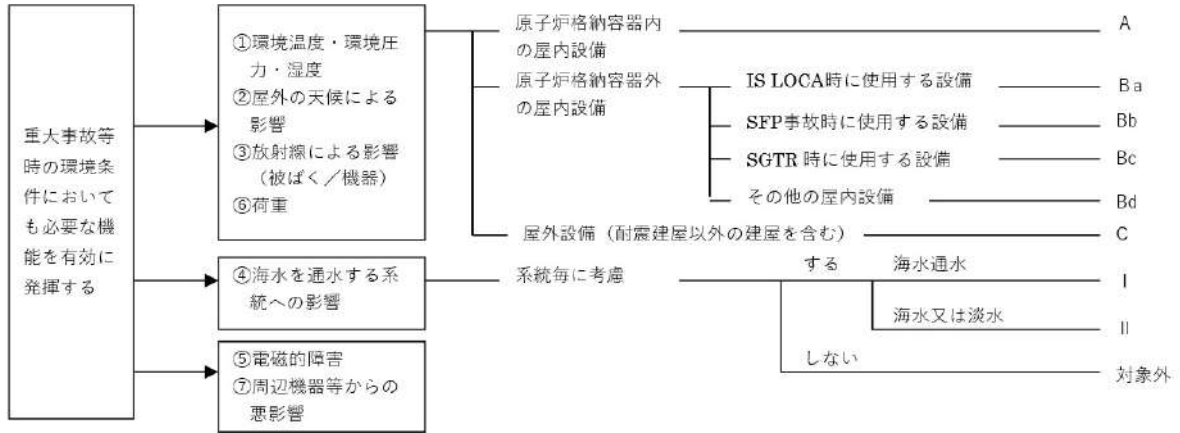 重大事故等
時の環境条
件において
も必要な機
能を有効に
発揮する
①環境温度・環境圧
力・湿度
②屋外の天候による
影響
③放射線による影響
（被ばく／機器）
⑥荷重
原子炉格納容器内
の屋内設備
A
原子炉格納容器外
の屋内設備
IS LOCA時に使用する設備
Ba
SFP事故時に使用する設備
Bb
SGTR 時に使用する設備
Bc
その他の屋内設備
Bd
屋外設備（耐震建屋以外の建屋を含む）
C
④海水を通水する系
統への影響
系統毎に考慮
する
海水通水
Ⅰ
海水又は淡水
Ⅱ
しない
対象外
⑤電磁的障害
⑦周辺機器等からの
悪影響